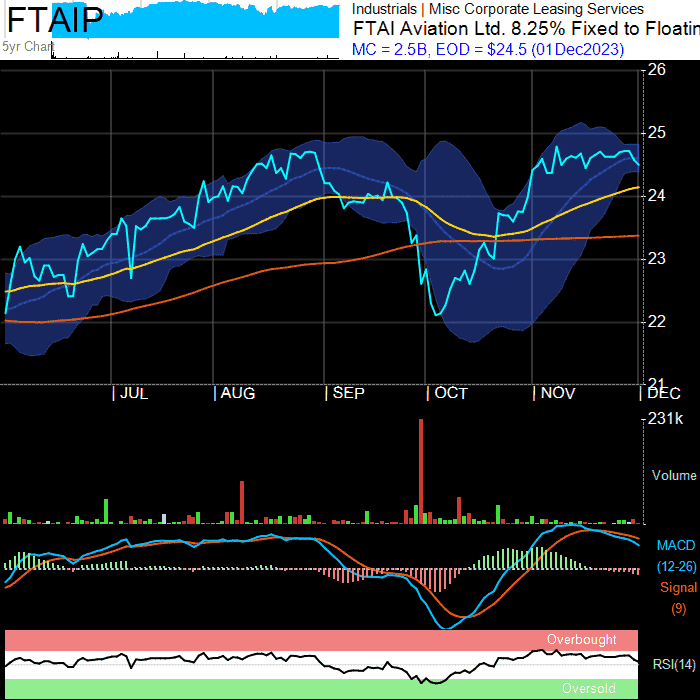 FTAIP
5yr Chart
Industrials | Misc Corporate Leasing Services
FTAI Aviation Ltd. 8.25% Fixed to Floatin
MC = 2.5B, EOD = $24.5 (01Dec2023)
26
25
24
23
22
21
JUL AUG SEP OCT NOV DEC
231k
Volume
MACD
(12-26)
Signal
(9)
Overbought
RSI(14)
Oversold